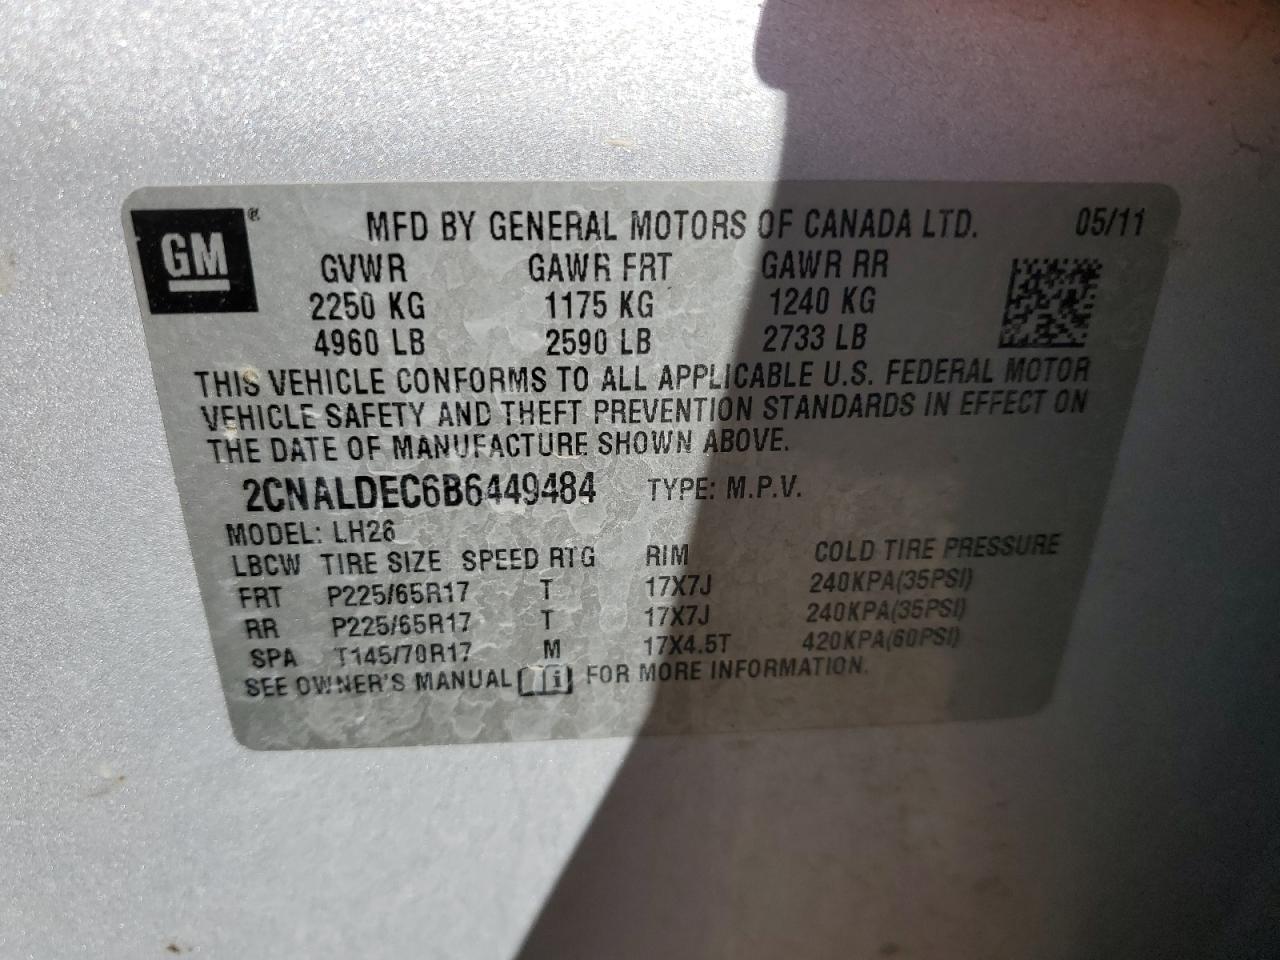 GM ® MFD BY GENERAL MOTORS OF CANADA LTD. 05/11
GVWR GAWR FRT GAWR RR
2250 KG 1175 KG 1240 KG
4960 LB 2590 LB 2733 LB
THIS VEHICLE CONFORMS TO ALL APPLICABLE U.S. FEDERAL MOTOR
VEHICLE SAFETY AND THEFT PREVENTION STANDARDS IN EFFECT ON
THE DATE OF MANUFACTURE SHOWN ABOVE.
2CNALDEC6B6449484 TYPE: M.P.V.
MODEL: LH26
LBCW TIRE SIZE SPEED RTG RIM COLD TIRE PRESSURE
FRT P225/65R17 T 17X7J 240KPA(35PSI)
RR P225/65R17 T 17X7J 240KPA(35PSI)
SPA T145/70R17 M 17X4.5T 420KPA(60PSI)
SEE OWNER'S MANUAL i FOR MORE INFORMATION.